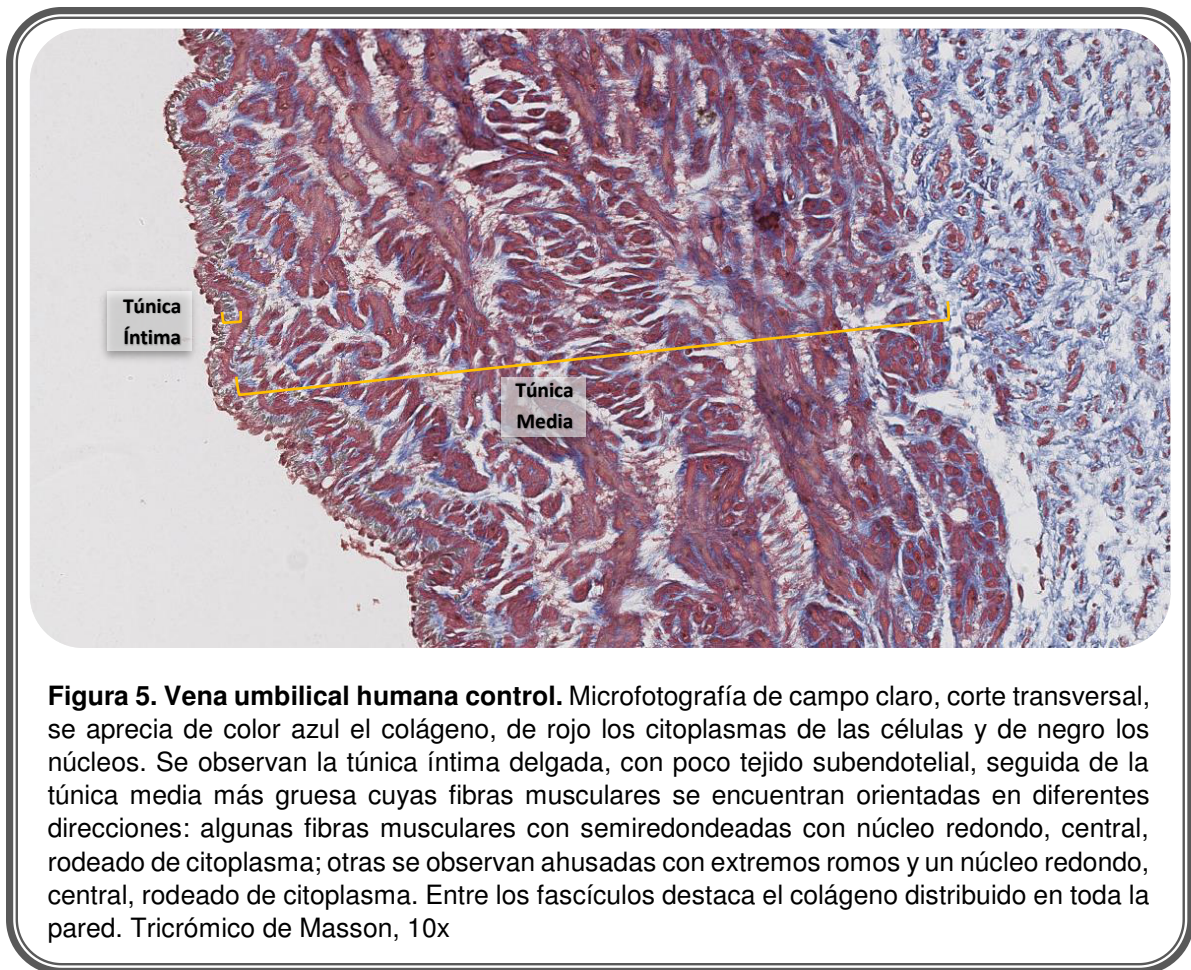 Túnica
Íntima
Túnica
Media
Figura 5. Vena umbilical humana control. Microfotografía de campo claro, corte transversal,
se aprecia de color azul el colágeno, de rojo los citoplasmas de las células y de negro los
núcleos. Se observan la túnica íntima delgada, con poco tejido subendotelial, seguida de la
túnica media más gruesa cuyas fibras musculares se encuentran orientadas en diferentes
direcciones: algunas fibras musculares con semiredondeadas con núcleo redondo, central,
rodeado de citoplasma; otras se observan ahusadas con extremos romos y un núcleo redondo,
central, rodeado de citoplasma. Entre los fascículos destaca el colágeno distribuido en toda la
pared. Tricrómico de Masson, 10x